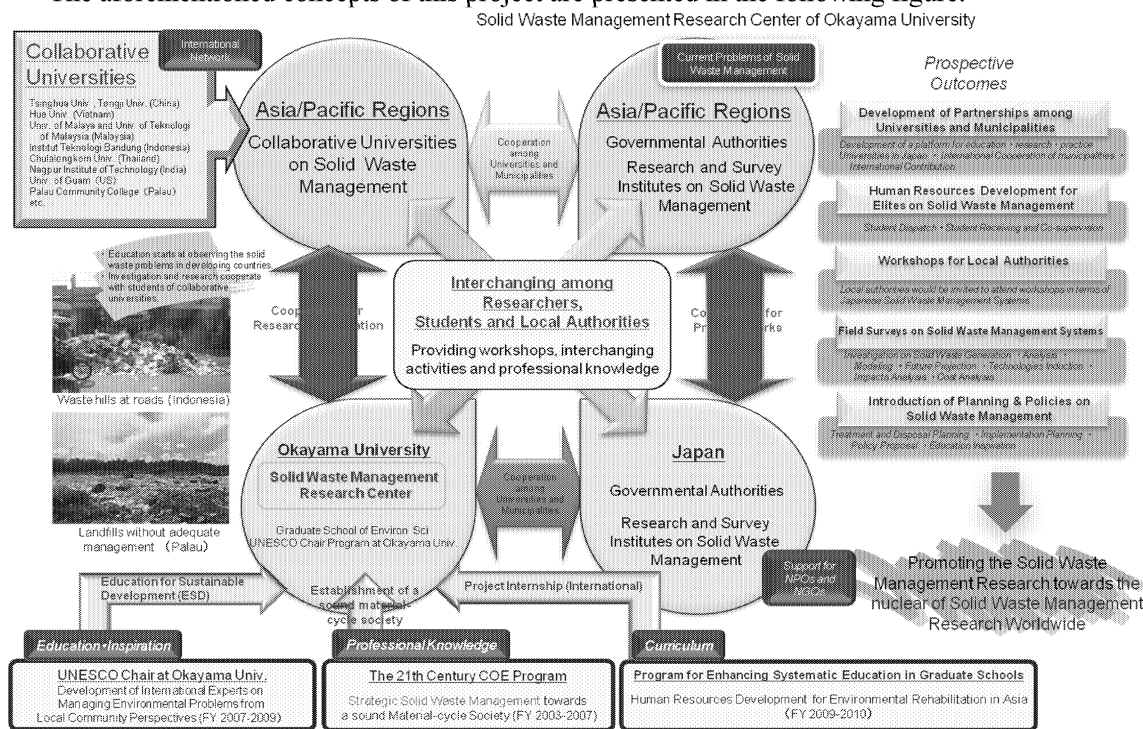 The aforementioned concepts of this project are presented in the following figure.
Solid Waste Management Research Center of Okayama University
Collaborative
Universities
Tsinghua Univ., Tongji Univ. (China)
Hue Univ. (Vietnam)
Univ. of Malaya and Univ. of Teknologi
of Malaysia (Malaysia)
Institut Teknologi Bandung (Indonesia)
Chulalongkorn Univ. (Thailand)
Nagpur Institute of Technology (India)
Univ. of Guam (US)
Palau Community College (Palau)
etc.
International
Network
Asia/Pacific Regions
Collaborative Universities
on Solid Waste
Management
Cooperation
among
Universities and
Municipalities
Current Problems of Solid
Waste Management
Asia/Pacific Regions
Governmental Authorities
Research and Survey
Institutes on Solid Waste
Management
Prospective
Outcomes
Development of Partnerships among
Universities and Municipalities
Development of a platform for education・research・practice
Universities in Japan・International Cooperation of municipalities・
International Contribution
Human Resources Development for
Elites on Solid Waste Management
Student Dispatch・Student Receiving and Co-supervision
Workshops for Local Authorities
Local authorities would be invited to attend workshops in terms of
Japanese Solid Waste Management Systems
Field Surveys on Solid Waste Management Systems
Investigation on Solid Waste Generation・Analysis・
Modeling・Future Projection・Technologies Induction・
Impacts Analysis・Cost Analysis
Introduction of Planning & Policies on
Solid Waste Management
Treatment and Disposal Planning・Implementation Planning・
Policy Proposal・Education Inspiration
Promoting the Solid Waste
Management Research towards the
nuclear of Solid Waste Management
Research Worldwide
• Education starts at observing the solid
waste problems in developing countries.
• Investigation and research cooperate
with students of collaborative
universities.
Waste hills at roads (Indonesia)
Landfills without adequate
management (Palau)
Interchanging among
Researchers,
Students and Local Authorities
Providing workshops, interchanging
activities and professional knowledge
Okayama University
Solid Waste Management
Research Center
Graduate School of Environ Sci
UNESCO Chair Program at Okayama Univ.
Cooperation
among
Universities and
Municipalities
Japan
Governmental Authorities
Research and Survey
Institutes on Solid Waste
Management
Support for
NPOs and
NGOs
Education for Sustainable
Development (ESD)
Establishment of a
sound material-
cycle society
Project Internship (International)
Education・Inspiration
UNESCO Chair at Okayama Univ.
Development of International Experts on
Managing Environmental Problems from
Local Community Perspectives (FY 2007-2009)
Professional Knowledge
The 21th Century COE Program
Strategic Solid Waste Management towards
a sound Material-cycle Society (FY 2003-2007)
Curriculum
Program for Enhancing Systematic Education in Graduate Schools
Human Resources Development for Environmental Rehabilitation in Asia
(FY 2009-2010)